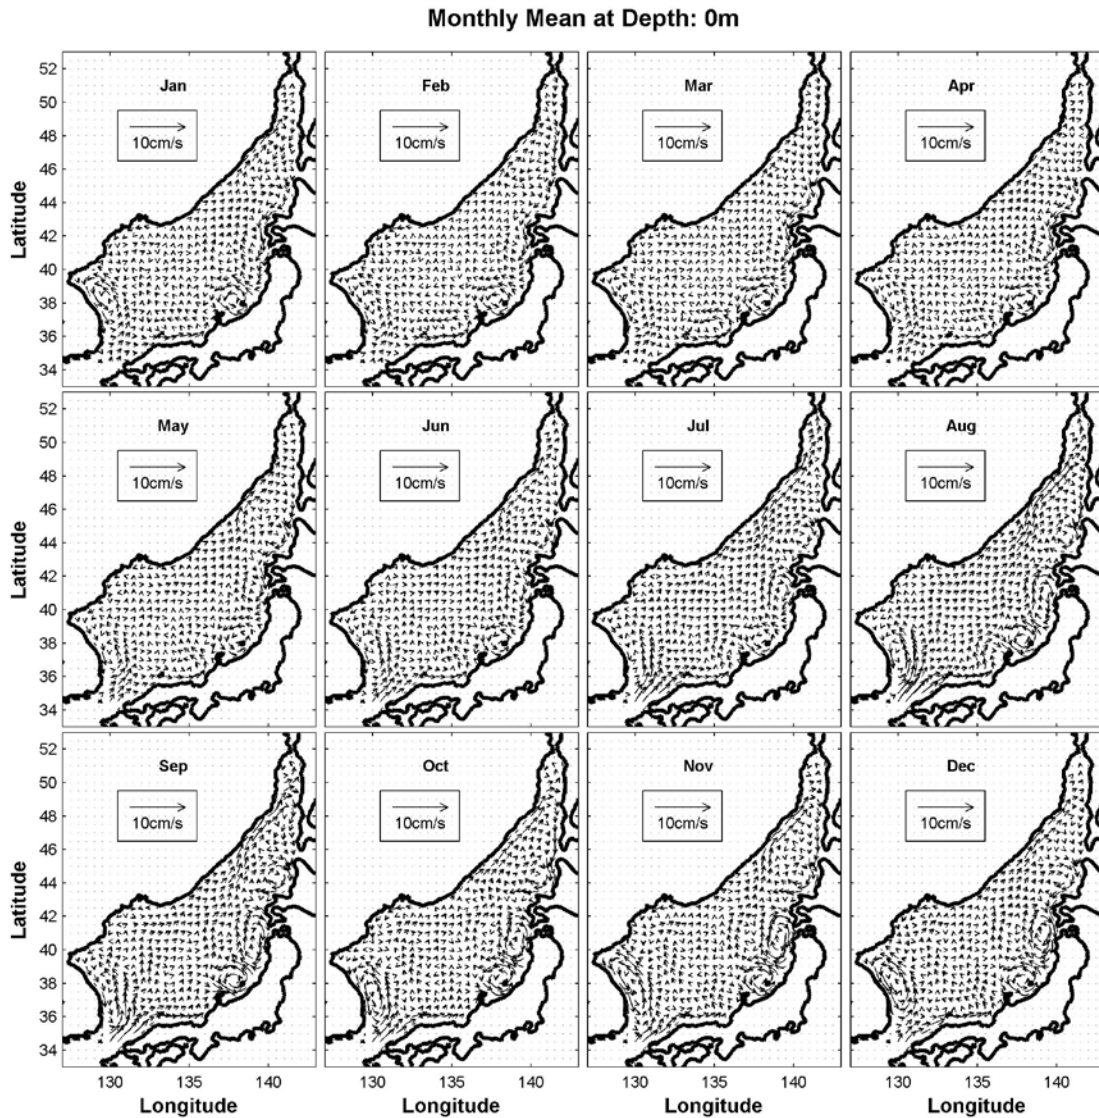 Monthly Mean at Depth: 0m
52
50
48
46
44
42
40
38
36
34
Latitude
Jan
10cm/s
Feb
10cm/s
Mar
10cm/s
Apr
10cm/s
52
50
48
46
44
42
40
38
36
34
Latitude
May
10cm/s
Jun
10cm/s
Jul
10cm/s
Aug
10cm/s
52
50
48
46
44
42
40
38
36
34
Latitude
Sep
10cm/s
Oct
10cm/s
Nov
10cm/s
Dec
10cm/s
130 135 140
130 135 140
130 135 140
130 135 140
Longitude
Longitude
Longitude
Longitude